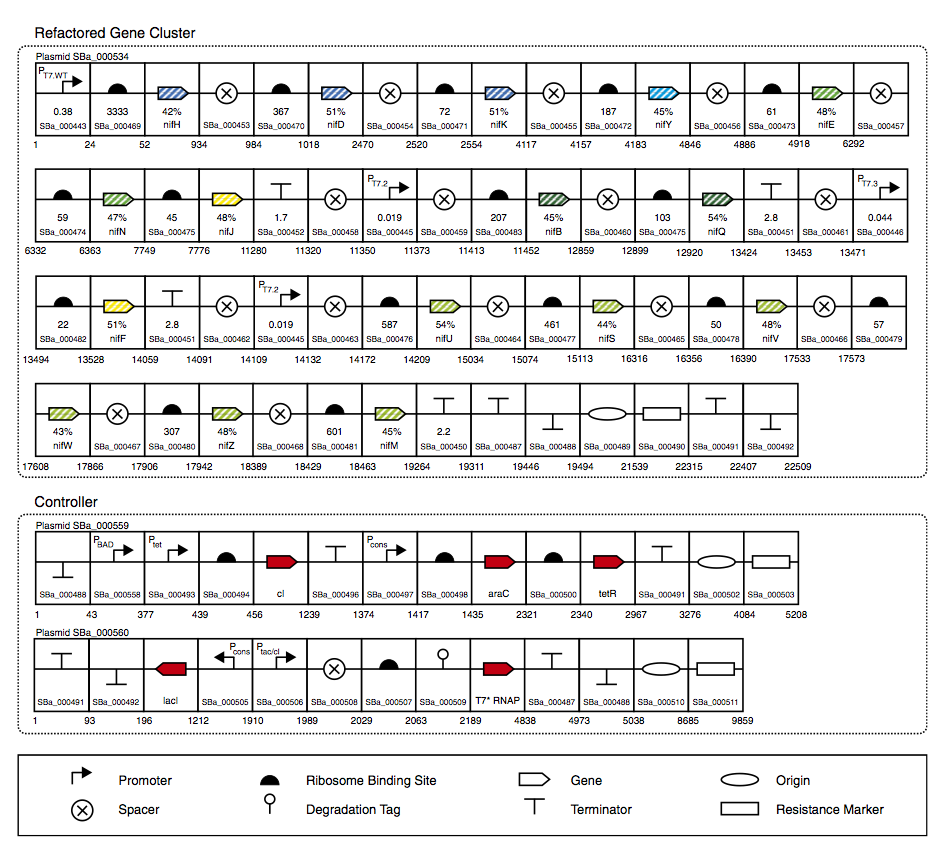 Refactored Gene Cluster
Plasmid SBa_000534
PT7.WT
0.38 3333 42% 367 51% 72 51% 187 45% 61 48%
nifH nifD nifK nifY nifE
SBa_000443 SBa_000469 SBa_000453 SBa_000470 SBa_000454 SBa_000471 SBa_000455 SBa_000472 SBa_000456 SBa_000473 SBa_000457
1 24 52 934 984 1018 2470 2520 2554 4117 4157 4183 4846 4886 4918 6292
PT7.2 PT7.3
59 47% 45 48% 1.7 0.019 207 45% 103 54% 2.8 0.044
nifN nifJ nifB nifQ
SBa_000474 SBa_000475 SBa_000452 SBa_000458 SBa_000445 SBa_000459 SBa_000483 SBa_000460 SBa_000475 SBa_000451 SBa_000461 SBa_000446
6332 6363 7749 7776 11280 11320 11350 11373 11413 11452 12859 12899 12920 13424 13453 13471
PT7.2
22 51% 2.8 0.019 587 54% 461 44% 50 48% 57
nifF nifU nifS nifV
SBa_000482 SBa_000451 SBa_000462 SBa_000445 SBa_000463 SBa_000476 SBa_000464 SBa_000477 SBa_000465 SBa_000478 SBa_000466 SBa_000479
13494 13528 14059 14091 14109 14132 14172 14209 15034 15074 15113 16316 16356 16390 17533 17573
43% 307 48% 601 45% 2.2
nifW nifZ nifM
SBa_000467 SBa_000480 SBa_000468 SBa_000481 SBa_000450 SBa_000487 SBa_000488 SBa_000489 SBa_000490 SBa_000491 SBa_000492
17608 17866 17906 17942 18389 18429 18463 19264 19311 19446 19494 21539 22315 22407 22509
Controller
Plasmid SBa_000559
PBAD Ptet Pcons
SBa_000488 SBa_000558 SBa_000493 SBa_000494 cI SBa_000496 SBa_000497 SBa_000498 araC SBa_000500 tetR SBa_000491 SBa_000502 SBa_000503
1 43 377 439 456 1239 1374 1417 1435 2321 2340 2967 3276 4084 5208
Plasmid SBa_000560
Pcons Ptac/cI
SBa_000491 SBa_000492 lacI SBa_000505 SBa_000506 SBa_000508 SBa_000507 SBa_000509 T7* RNAP SBa_000487 SBa_000488 SBa_000510 SBa_000511
1 93 196 1212 1910 1989 2029 2063 2189 4838 4973 5038 8685 9859
Promoter Ribosome Binding Site Gene Origin
Spacer Degradation Tag Terminator Resistance Marker